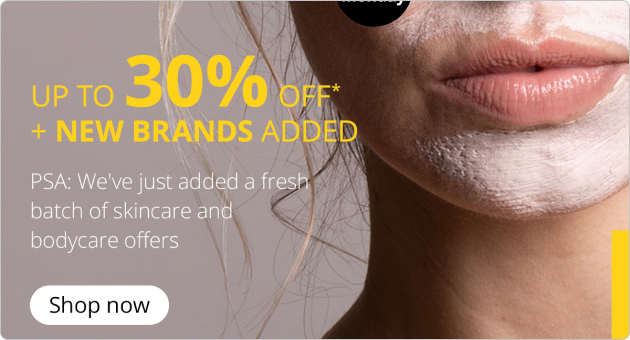 UP TO 30% OFF*
+ NEW BRANDS ADDED
PSA: We've just added a fresh
batch of skincare and
bodycare offers
Shop now